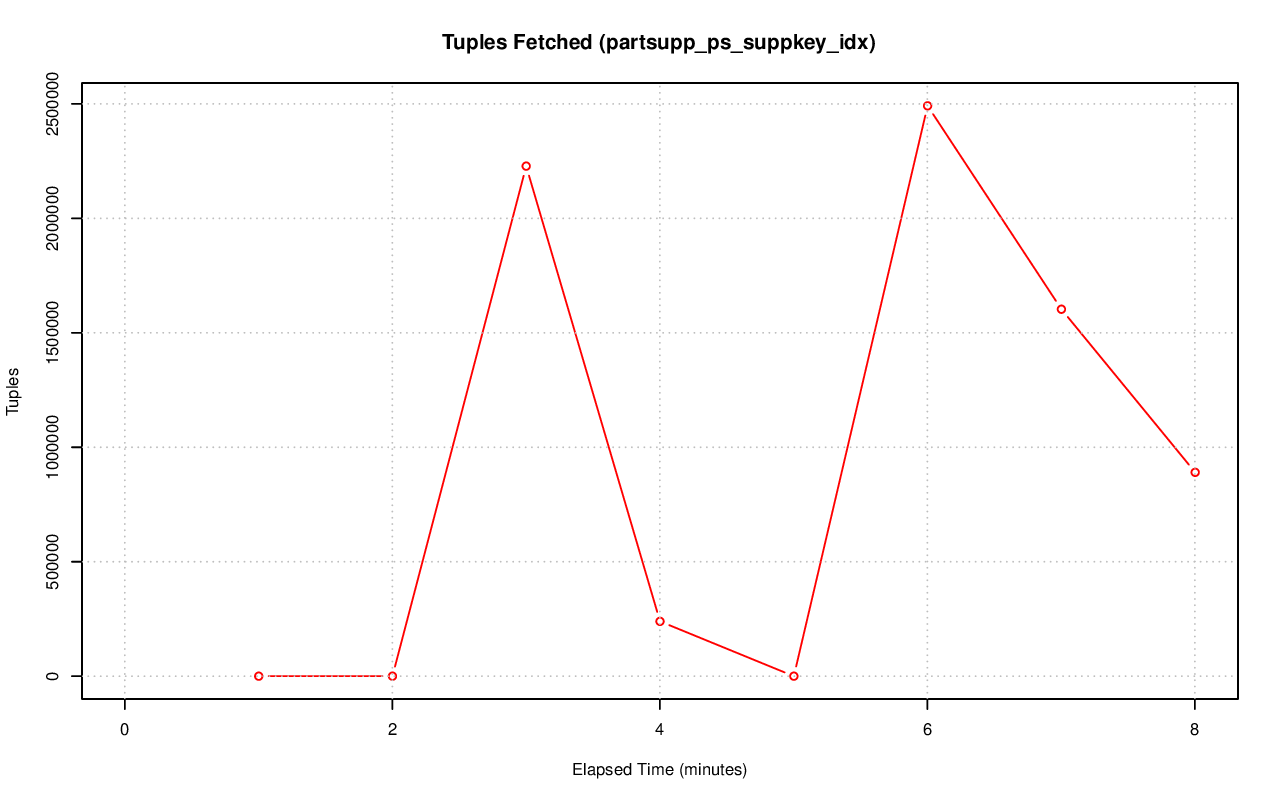 Tuples Fetched (partsupp_ps_suppkey_idx)
Tuples
2500000
2000000
1500000
1000000
500000
0
0 2 4 6 8
Elapsed Time (minutes)